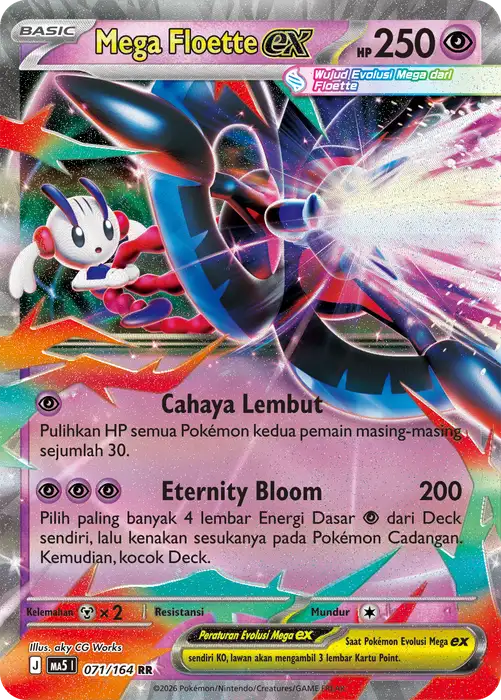 BASIC
Mega Floette ex HP 250
Wujud Evolusi Mega dari
Floette
Cahaya Lembut
Pulihkan HP semua Pokémon kedua pemain masing-masing
sejumlah 30.
Eternity Bloom 200
Pilih paling banyak 4 lembar Energi Dasar dari Deck
sendiri, lalu kenakan sesukanya pada Pokémon Cadangan.
Kemudian, kocok Deck.
Kelemahan × 2 Resistansi Mundur
Illus. aky CG Works
Peraturan Evolusi Mega ex Saat Pokémon Evolusi Mega ex
sendiri KO, lawan akan mengambil 3 lembar Kartu Point.
J MA5 I 071/164 RR
©2026 Pokémon/Nintendo/Creatures/GAME FREAK